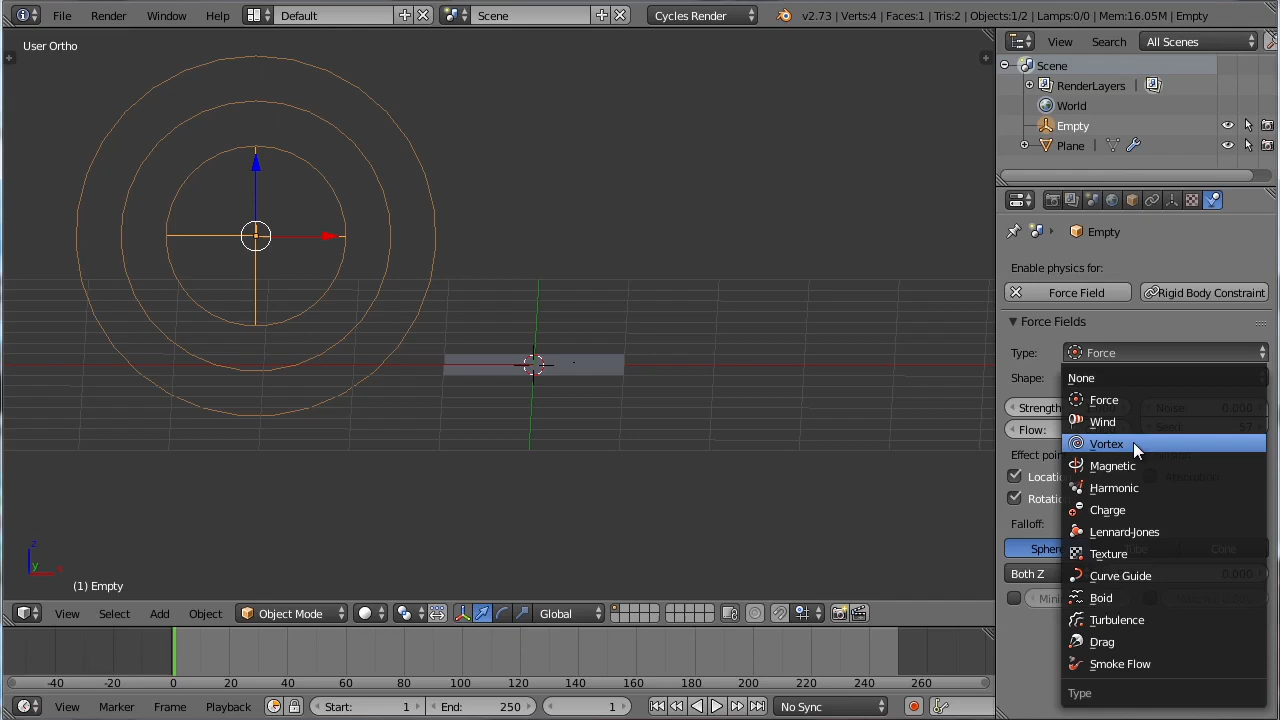 File Render Window Help Default Scene Cycles Render v2.73 | Verts:4 | Faces:1 | Tris:2 | Objects:1/2 | Lamps:0/0 | Mem:16.05M | Empty
User Ortho
View Search All Scenes
Scene
RenderLayers |
World
Empty
Plane |
Empty
Enable physics for:
Force Field Rigid Body Constraint
Force Fields
Type: Force
Shape:
None
Force
Strength Noise: 0.000
Wind
Flow: Seed: 57
Vortex
Effect poin
Magnetic
Locatio Absorption
Harmonic
Rotatio
Charge
Falloff:
Lennard-Jones
Sphere Tube Cone
Texture
Both Z 0.000
Curve Guide
Boid
Turbulence
Drag
Smoke Flow
Type
z
y x
(1) Empty
View Select Add Object Object Mode Global
-40 -20 0 20 40 60 80 100 120 140 160 180 200 220 240 260
View Marker Frame Playback Start: 1 End: 250 1 No Sync